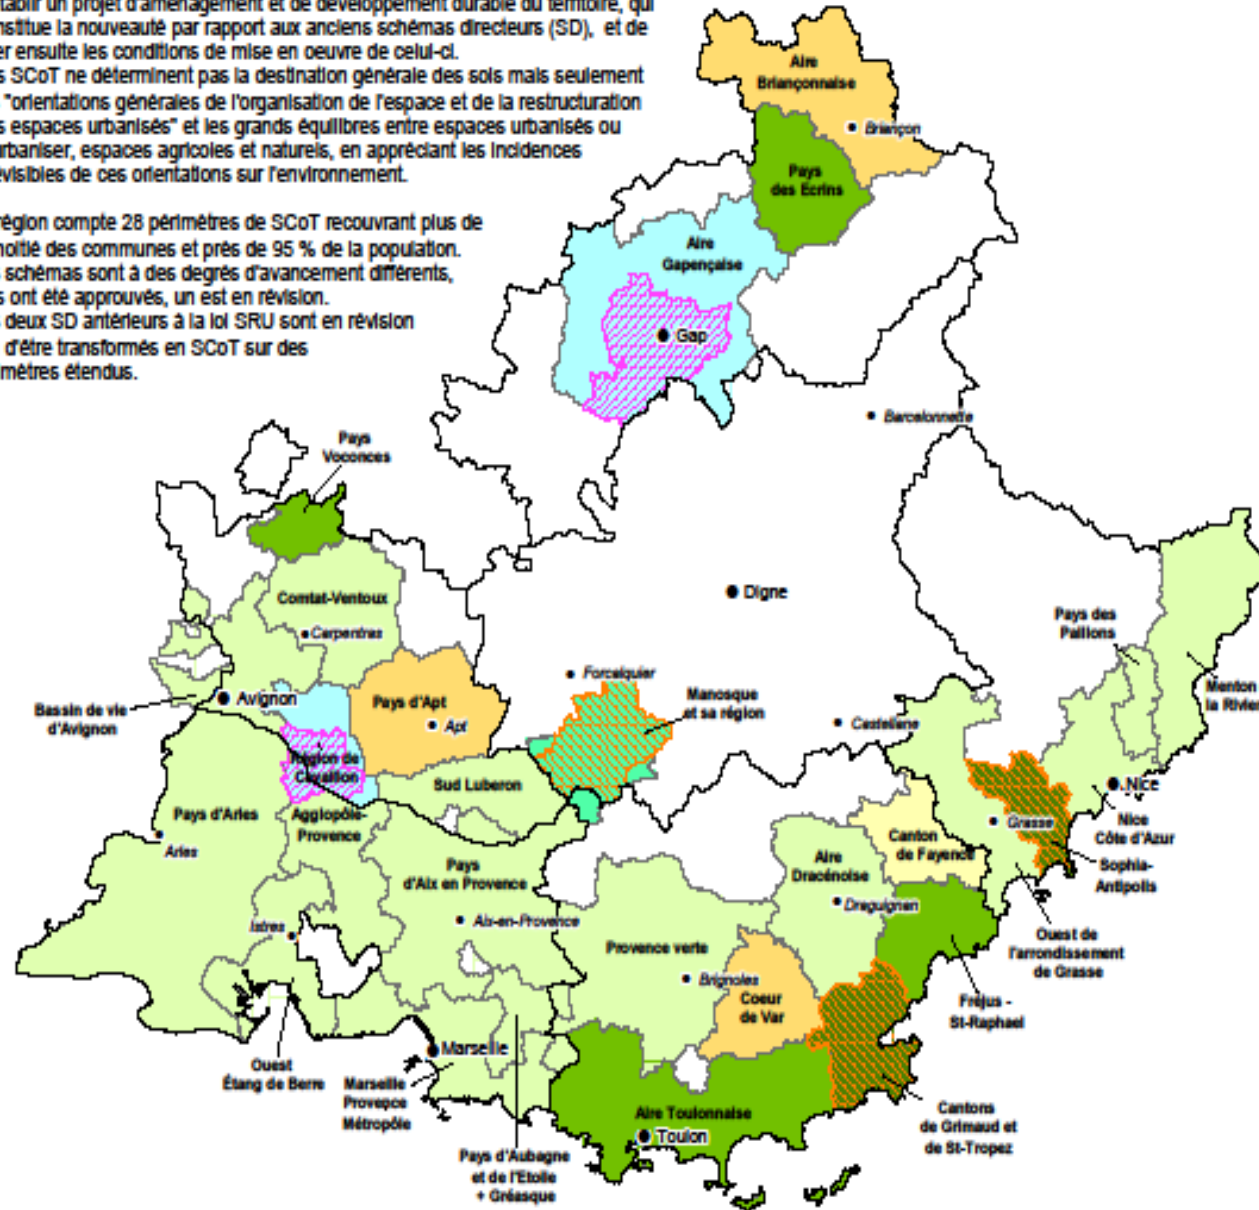 tablir un projet d'aménagement et de développement durable du territoire, qui
nstitue la nouveauté par rapport aux anciens schémas directeurs (SD), et de
er ensuite les conditions de mise en oeuvre de celui-ci.
s SCoT ne déterminent pas la destination générale des sols mais seulement
"orientations générales de l'organisation de l'espace et de la restructuration
s espaces urbanisés" et les grands équilibres entre espaces urbanisés ou
urbaniser, espaces agricoles et naturels, en appréciant les incidences
évisibles de ces orientations sur l'environnement.
région compte 28 périmètres de SCoT recouvrant plus de
moitié des communes et près de 95 % de la population.
s schémas sont à des degrés d'avancement différents,
s ont été approuvés, un est en révision.
s deux SD antérieurs à la loi SRU sont en révision
d'être transformés en SCoT sur des
imètres étendus.
Aire
Briançonnaise
Briançon
Pays
des Ecrins
Aire
Gapençaise
Gap
Barcelonnette
Pays
Voconces
Comtat-Ventoux
Carpentras
Digne
Forcalquier
Pays des
Paillons
Menton
la Rivier
Bassin de vie
d'Avignon
Avignon
Pays d'Apt
Apt
Manosque
et sa région
Castellane
Région de
Cavaillon
Sud Luberon
Nice
Nice
Côte d'Azur
Grasse
Sophia-
Antipolis
Pays d'Arles
Arles
Agglopôle-
Provence
Pays
d'Aix en Provence
Aix-en-Provence
Canton
de Fayence
Aire
Dracénoise
Draguignan
Ouest de
l'arrondissement
de Grasse
Istres
Provence verte
Brignoles
Coeur
de Var
Fréjus -
St-Raphael
Ouest
Étang de Berre
Marseille
Marseille
Provence
Métropôle
Cantons
de Grimaud et
de St-Tropez
Aire Toulonnaise
Toulon
Pays d'Aubagne
et de l'Etoile
+ Gréasque